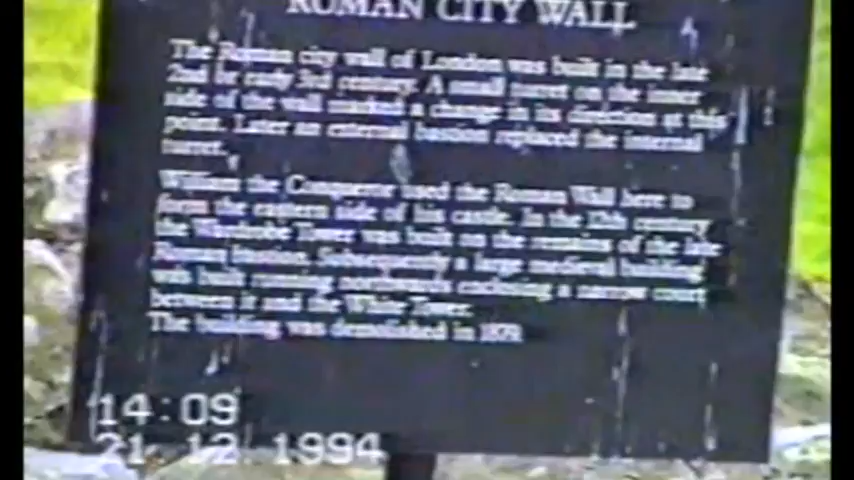 ROMAN CITY WALL
The Roman city wall of London was built in the late
2nd or early 3rd century. A small turret on the inner
side of the wall marked a change in its direction at this
point. Later an external bastion replaced the internal
turret.
William the Conqueror used the Roman Wall here to
form the eastern side of his castle. In the 12th century
the Wardrobe Tower was built on the remains of the late
Roman bastion. Subsequently a large medieval building
was built running northwards enclosing a narrow court
between it and the White Tower.
The building was demolished in 1879.
14:09
21.12.1994